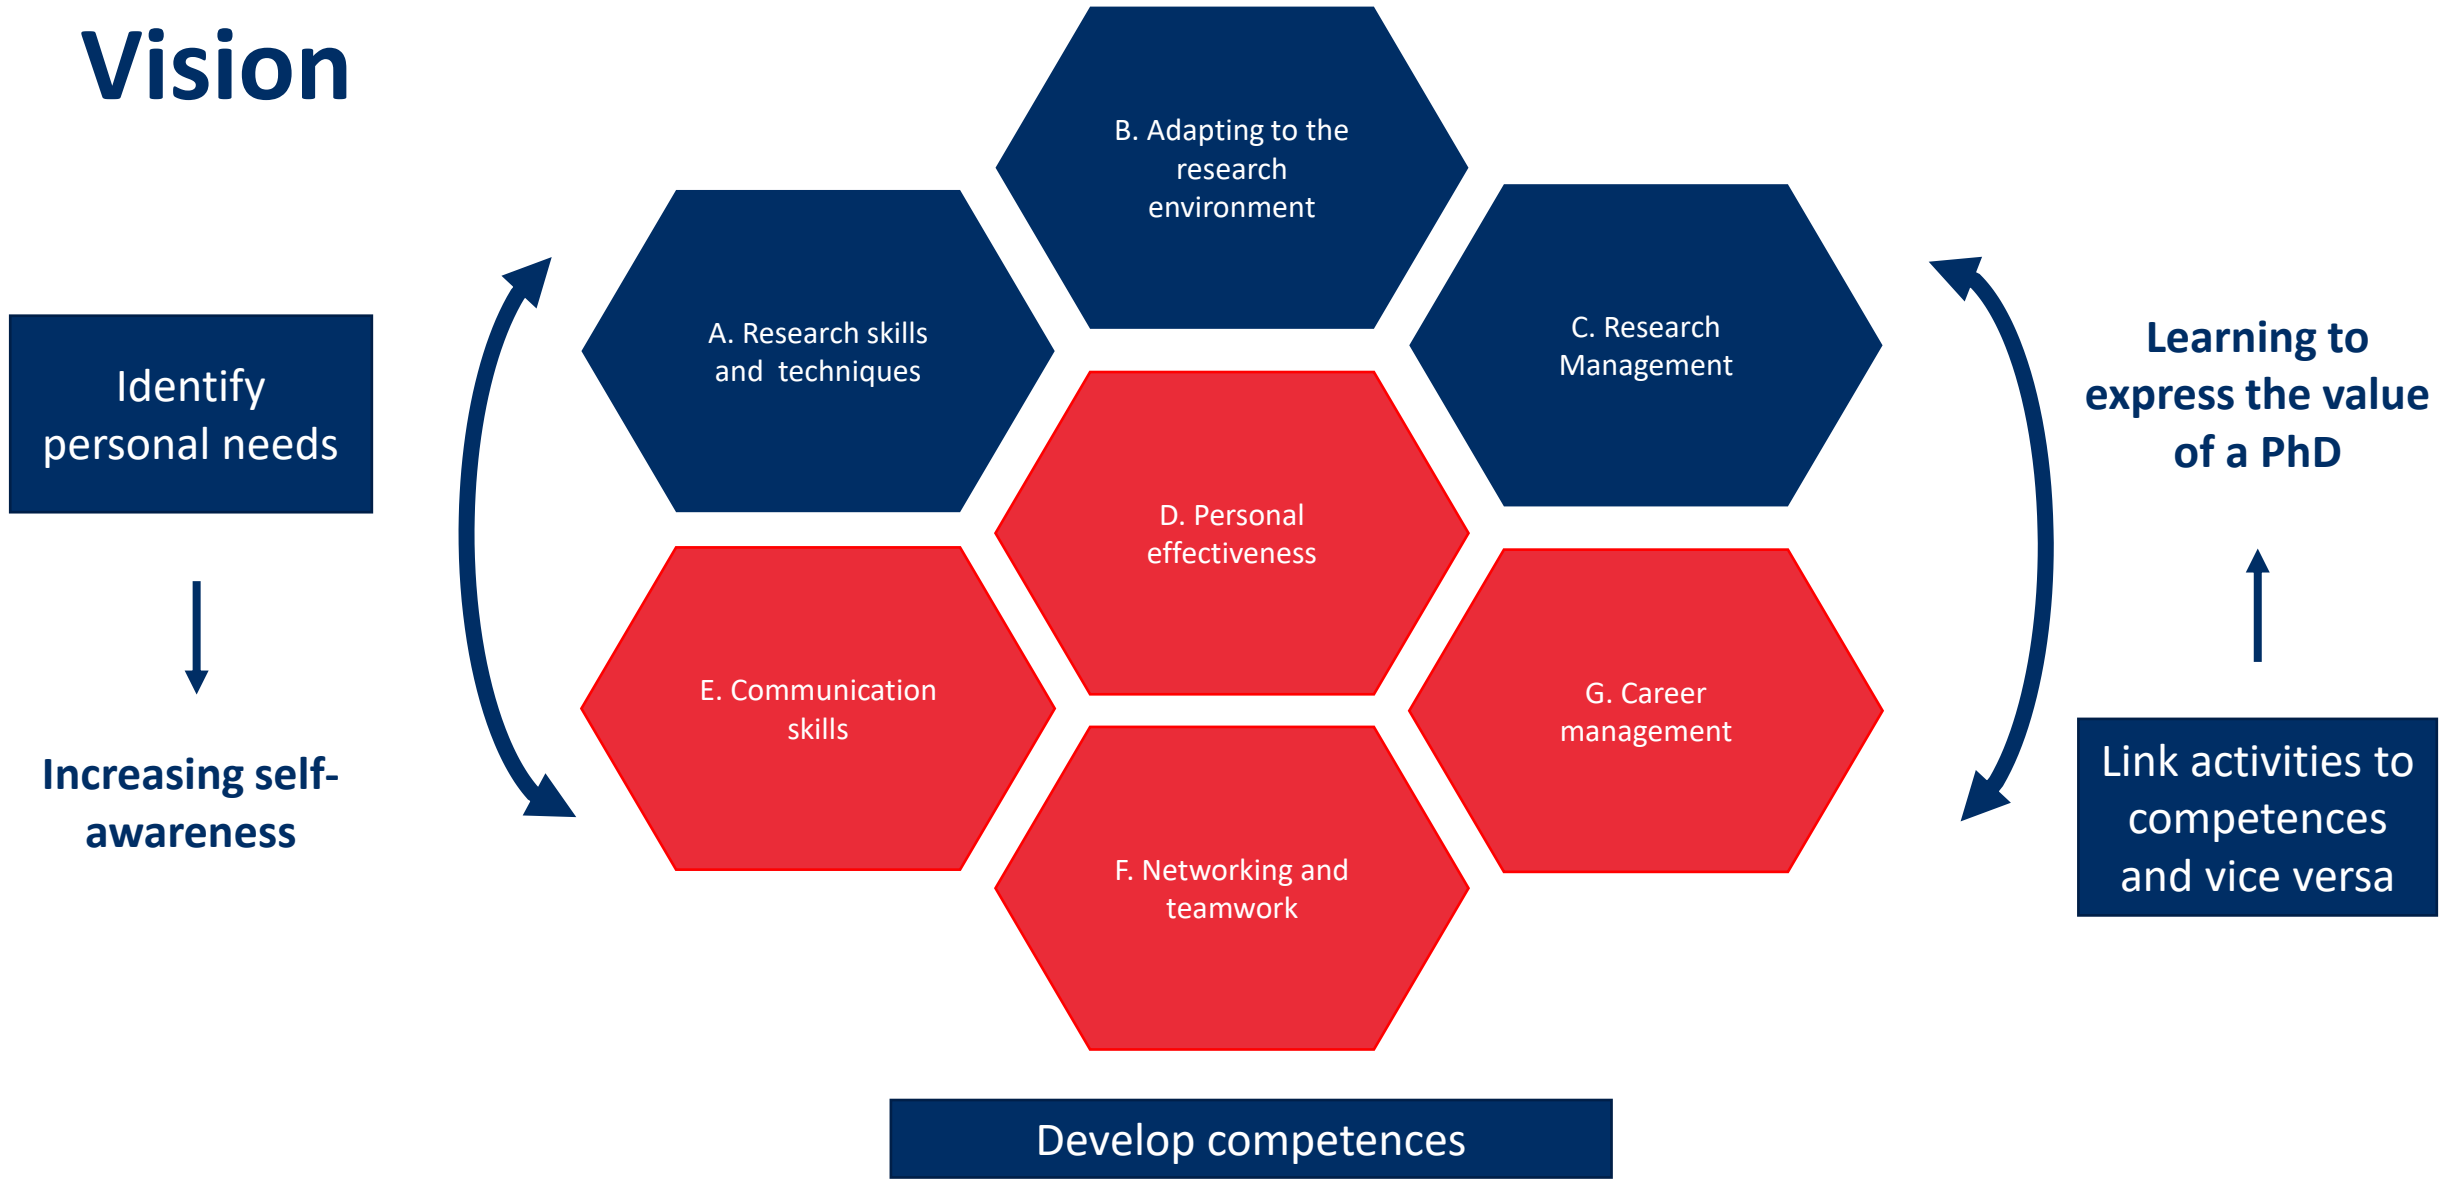 Vision
B. Adapting to the
research
environment
A. Research skills
and  techniques
C. Research
Management
D. Personal
effectiveness
E. Communication
skills
G. Career
management
F. Networking and
teamwork
Identify
personal needs
Increasing self-
awareness
Learning to
express the value
of a PhD
Link activities to
competences
and vice versa
Develop competences